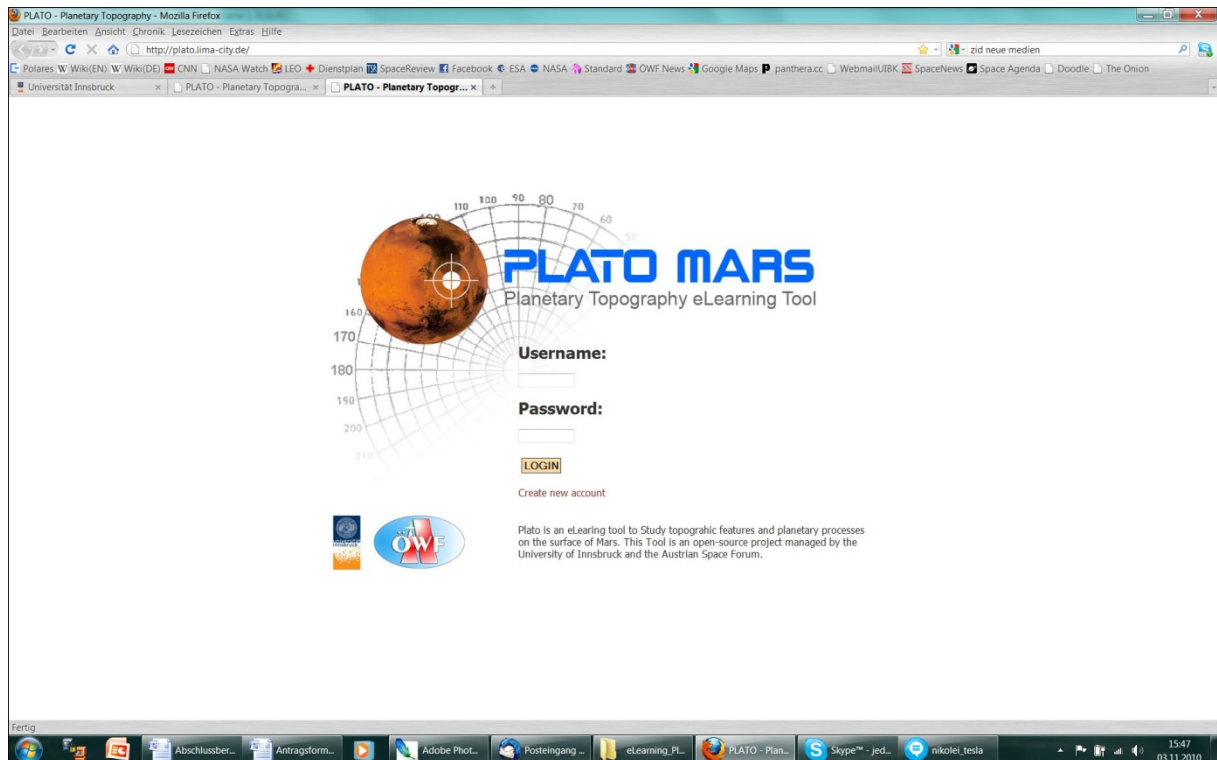 PLATO - Planetary Topography - Mozilla Firefox
Datei Bearbeiten Ansicht Chronik Lesezeichen Extras Hilfe
http://plato.lima-city.de/
zid neue medien
Polares Wiki(EN) Wiki(DE) CNN NASA Watch LEO Dienstplan SpaceReview Facebook ESA NASA Standard ÖWF News Google Maps panthera.cc WebmailUIBK SpaceNews Space Agenda Doodle The Onion
Universität Innsbruck
PLATO - Planetary Topogra...
PLATO - Planetary Topogr...
110 100 90 80 70 60 50
160
170
180
190
200
210
PLATO MARS
Planetary Topography eLearning Tool
Username:
Password:
LOGIN
Create new account
ÖWF
Plato is an eLearing tool to Study topograhic features and planetary processes
on the surface of Mars. This Tool is an open-source project managed by the
University of Innsbruck and the Austrian Space Forum.
Fertig
Abschlussber...
Antragsform...
Adobe Phot...
Posteingang - ...
eLearning_Pl...
PLATO - Plan...
Skype™ - jed...
nikolei_tesla
15:47
03.11.2010